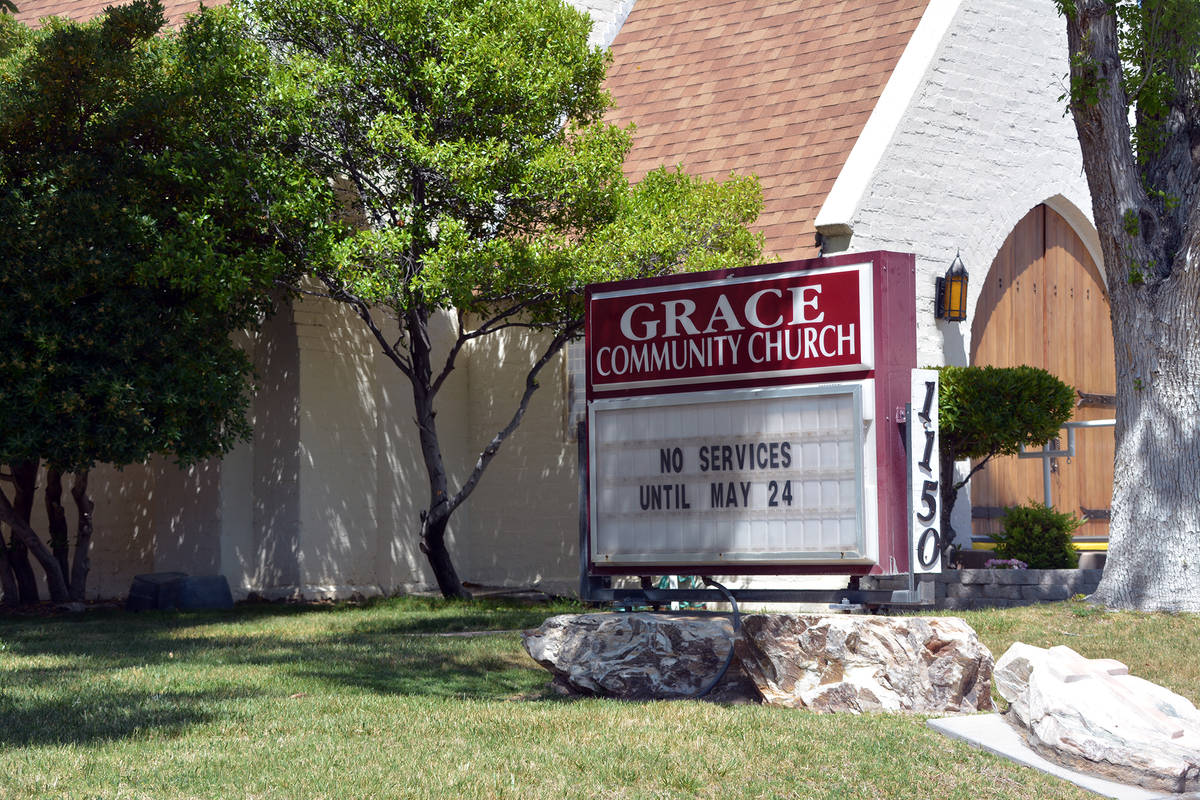 GRACE
COMMUNITY CHURCH
NO SERVICES
UNTIL MAY 24
1150